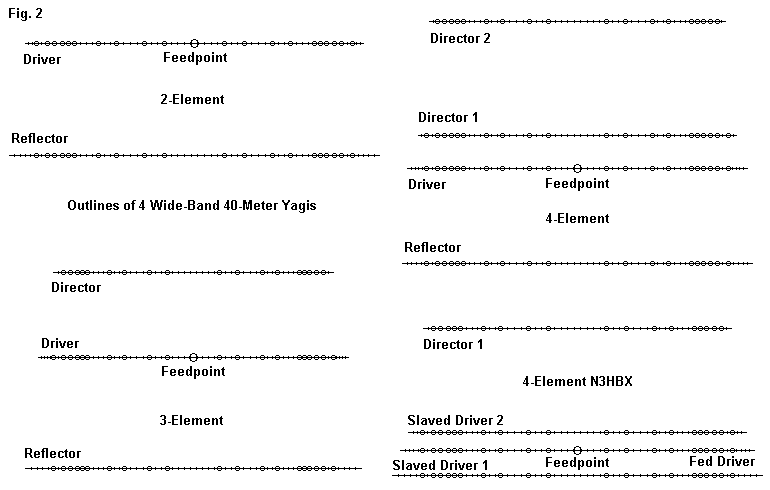 Fig. 2
Driver
Feedpoint
2-Element
Reflector
Outlines of 4 Wide-Band 40-Meter Yagis
Director
Driver
Feedpoint
3-Element
Reflector
Director 2
Director 1
Driver
Feedpoint
4-Element
Reflector
Director 1
4-Element N3HBX
Slaved Driver 2
Slaved Driver 1
Feedpoint
Fed Driver